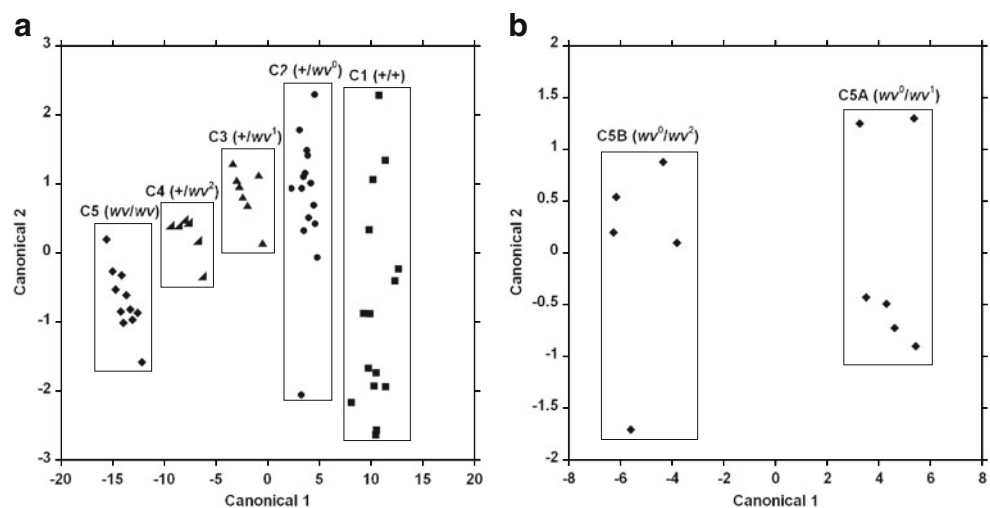 a
3
2
1
0
-1
-2
-3
-20 -15 -10 -5 0 5 10 15 20
Canonical 2
Canonical 1
C5 (wv/wv)
C4 (+/wv²)
C3 (+/wv¹)
C2 (+/wv⁰)
C1 (+/+)
b
2
1.5
1
0.5
0
-0.5
-1
-1.5
-2
-8 -6 -4 -2 0 2 4 6 8
Canonical 2
Canonical 1
C5B (wv⁰/wv²)
C5A (wv⁰/wv¹)